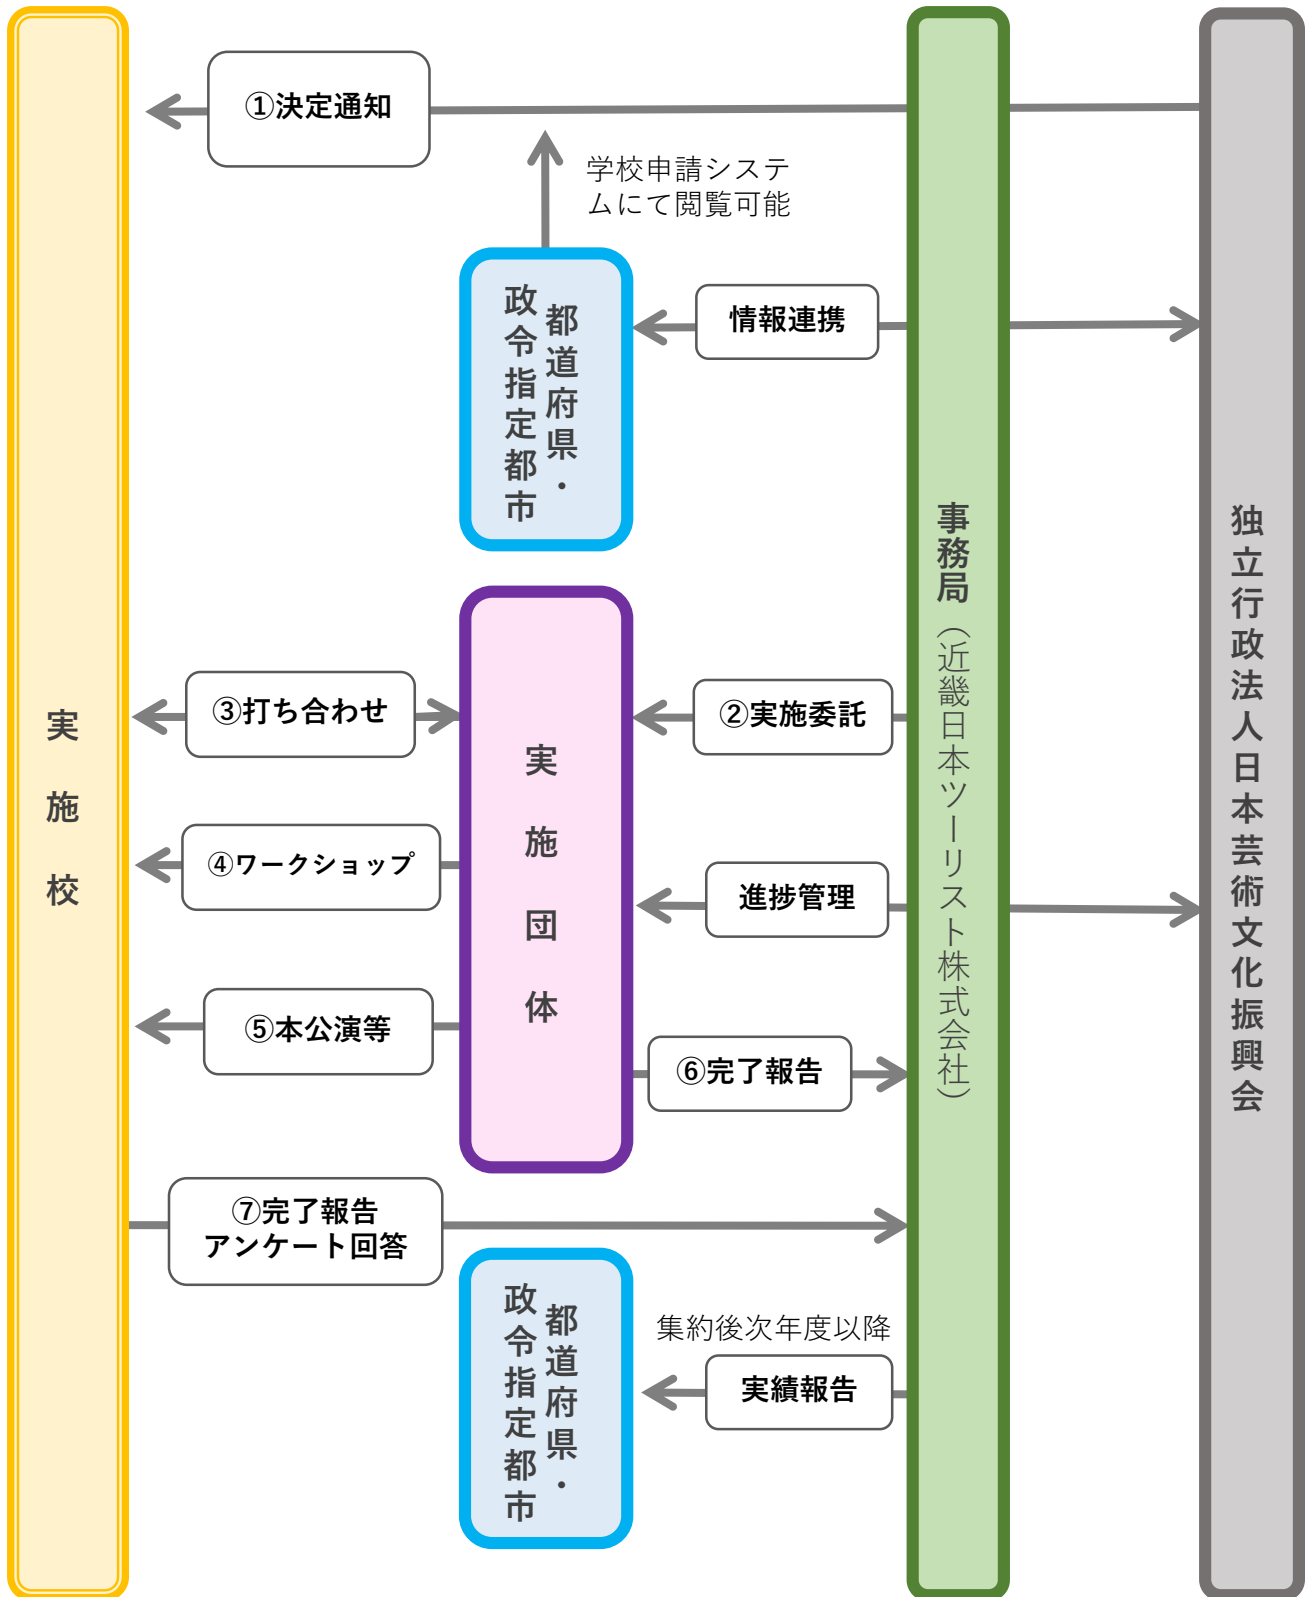 ①決定通知
学校申請システ
ムにて閲覧可能
都道府県・
政令指定都市
情報連携
事務局（近畿日本ツーリスト株式会社）
独立行政法人日本芸術文化振興会
実施校
実施団体
③打ち合わせ
②実施委託
④ワークショップ
進捗管理
⑤本公演等
⑥完了報告
⑦完了報告
アンケート回答
都道府県・
政令指定都市
集約後次年度以降
実績報告